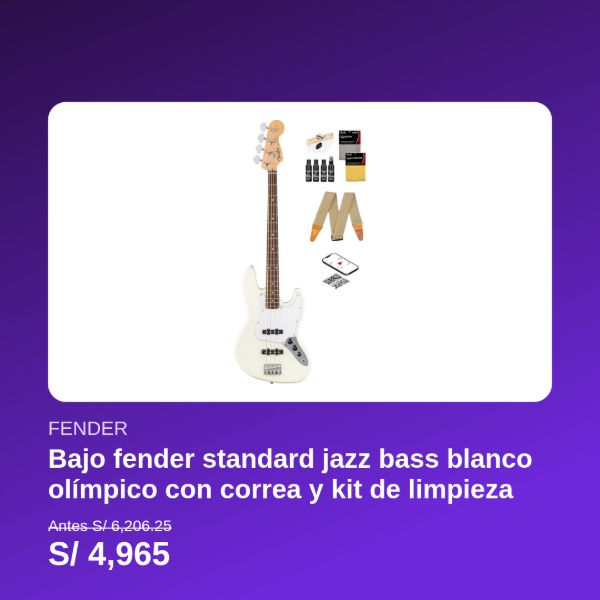 FENDER
Bajo fender standard jazz bass blanco
olímpico con correa y kit de limpieza
Antes S/ 6,206.25
S/ 4,965